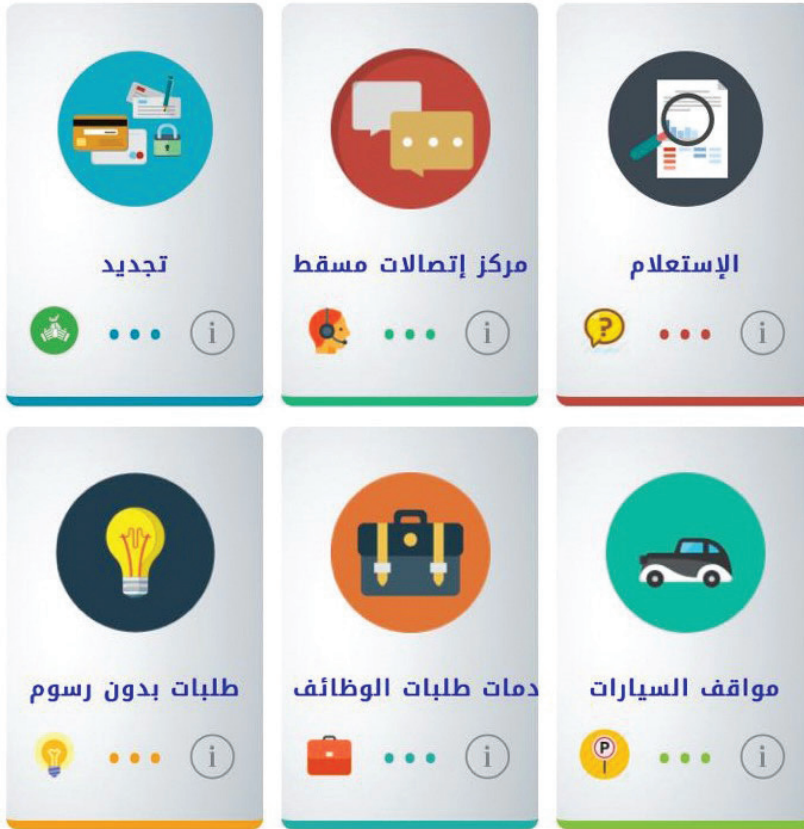 الإستعلام
مركز إتصالات مسقط
تجديد
? i
i
i
مواقف السيارات
دمات طلبات الوظائف
طلبات بدون رسوم
P i
i
i